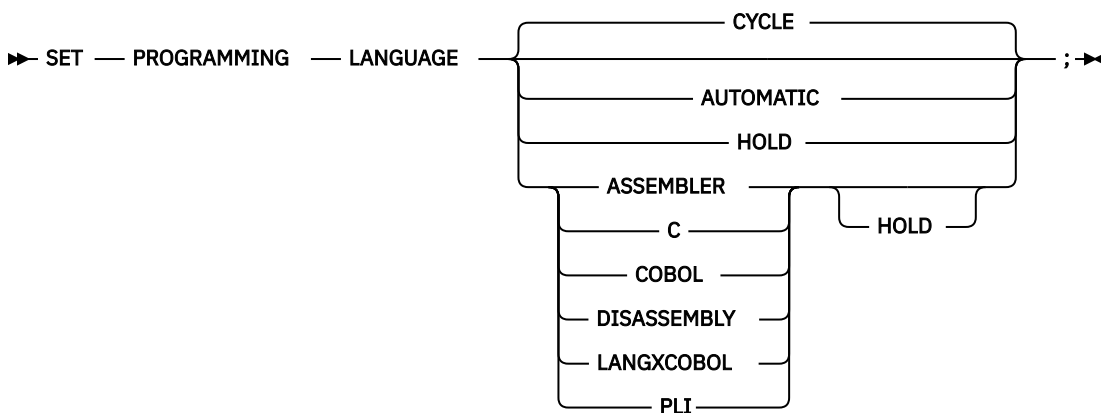 CYCLE
SET PROGRAMMING LANGUAGE ;
AUTOMATIC
HOLD
ASSEMBLER
HOLD
C
COBOL
DISASSEMBLY
LANGXCOBOL
PLI